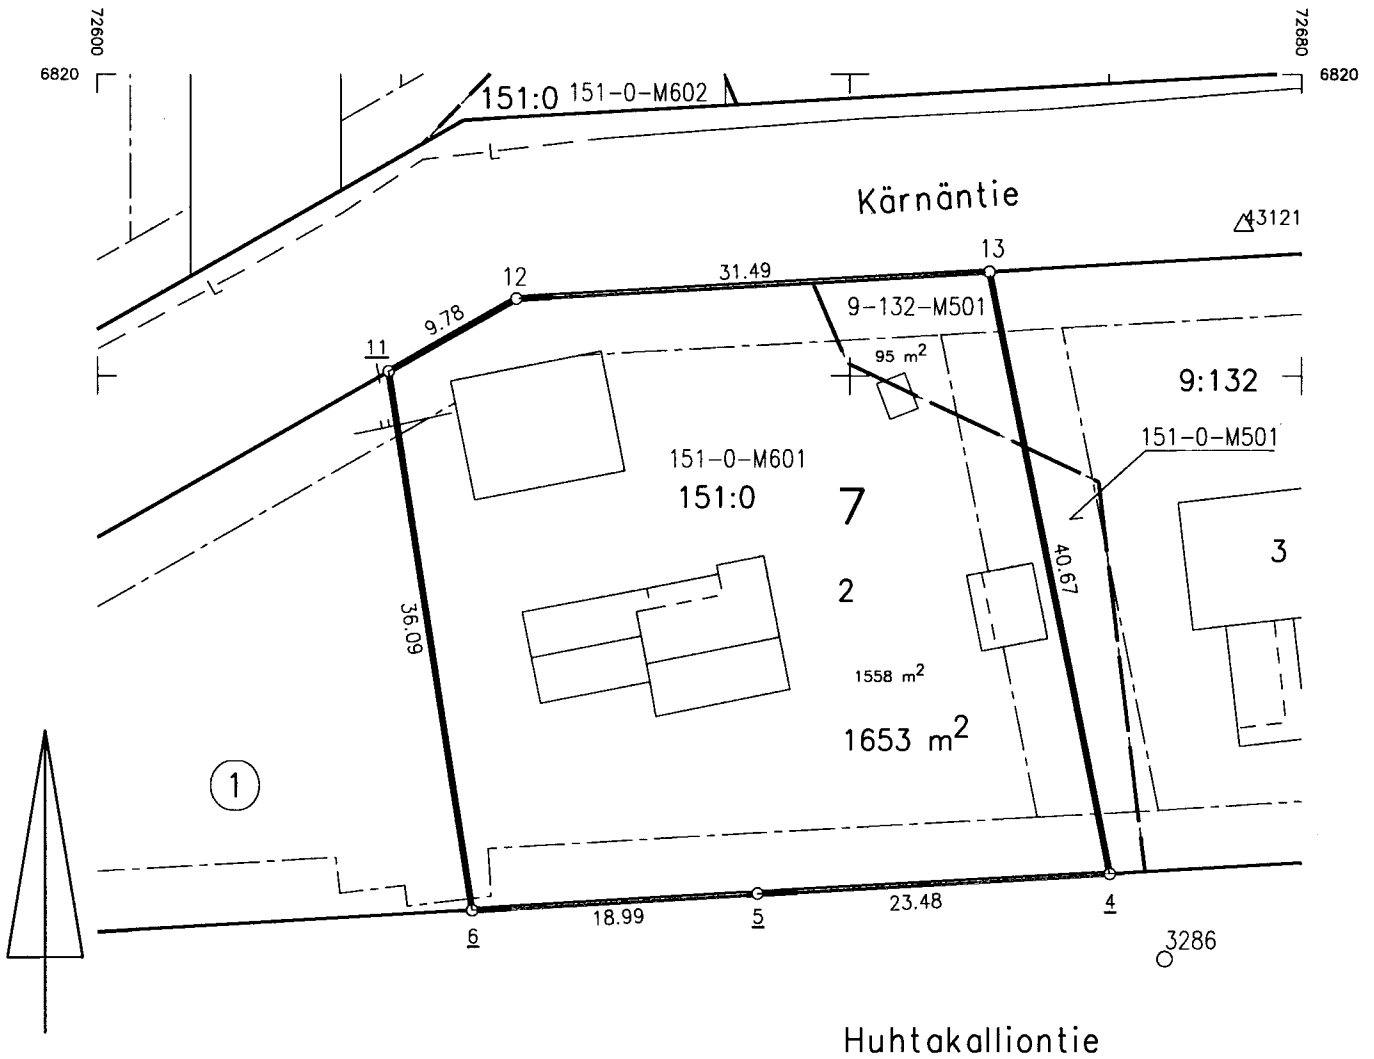 72600
72680
6820
6820
151:0 151-0-M602
Kärnäntie
43121
13
12
31.49
9-132-M501
9.78
11
95 m²
9:132
151-0-M501
151-0-M601
151:0
7
3
40.67
2
36.09
1558 m²
1653 m²
1
18.99
5
23.48
4
6
3286
Huhtakalliontie